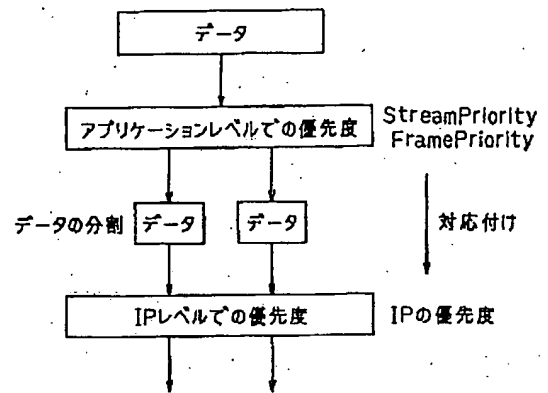 データ
アプリケーションレベルでの優先度
StreamPriority
FramePriority
データの分割
データ
データ
対応付け
IPレベルでの優先度
IPの優先度